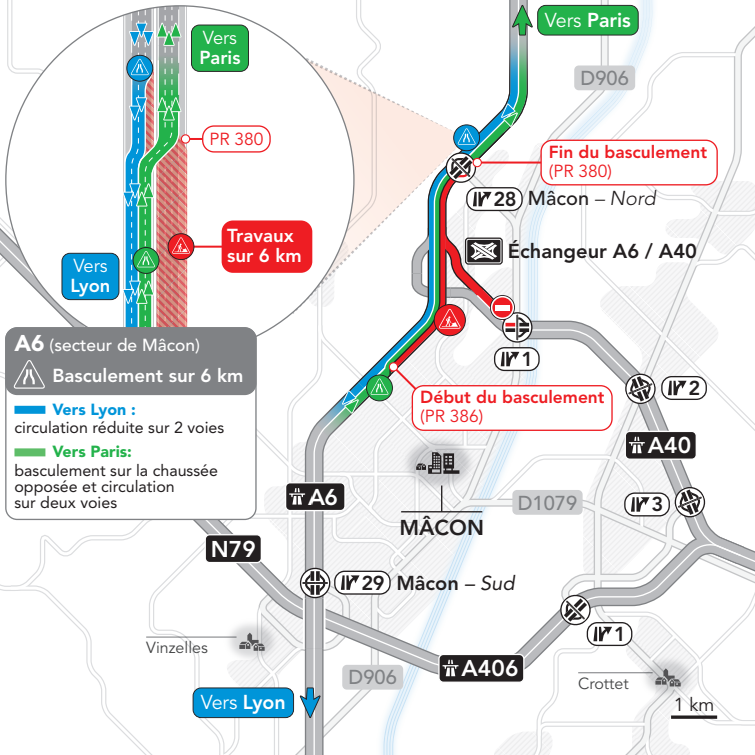 Vers Paris
D906
Vers
Paris
PR 380
Fin du basculement
(PR 380)
28 Mâcon – Nord
Travaux
sur 6 km
Échangeur A6 / A40
Vers
Lyon
A6 (secteur de Mâcon)
Basculement sur 6 km
1
Vers Lyon :
circulation réduite sur 2 voies
Vers Paris:
basculement sur la chaussée
opposée et circulation
sur deux voies
Début du basculement
(PR 386)
2
A40
A6
3
D1079
MÂCON
N79
29 Mâcon – Sud
1
Vinzelles
D906
A406
Crottet
Vers Lyon
1 km